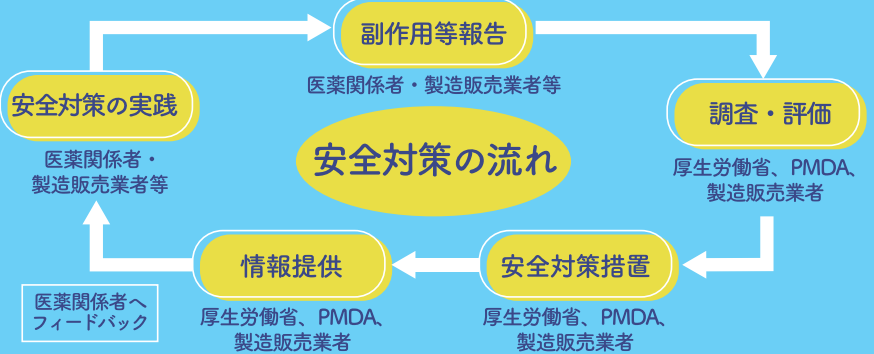 副作用等報告
医薬関係者・製造販売業者等
安全対策の実践
医薬関係者・
製造販売業者等
安全対策の流れ
調査・評価
厚生労働省、PMDA、
製造販売業者
情報提供
厚生労働省、PMDA、
製造販売業者
安全対策措置
厚生労働省、PMDA、
製造販売業者
医薬関係者へ
フィードバック